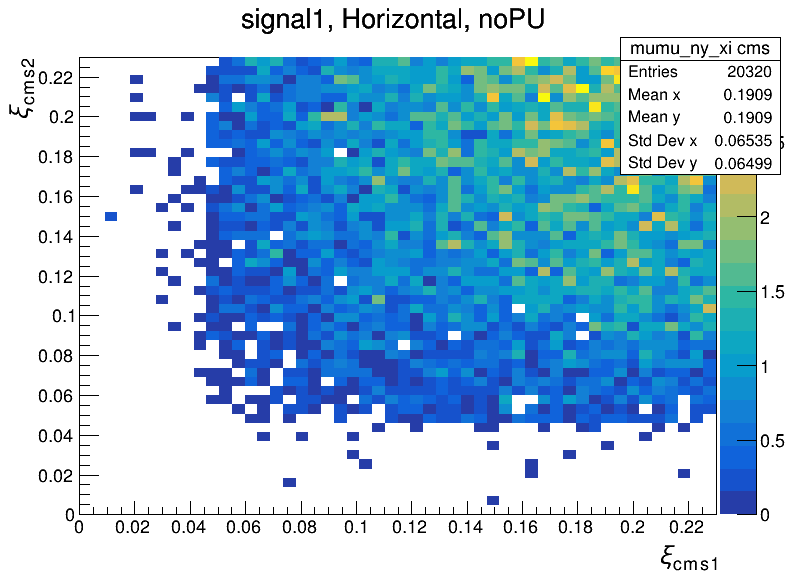 signal1, Horizontal, noPU
mumu_ny_xi cms
Entries 20320
Mean x 0.1909
Mean y 0.1909
Std Dev x 0.06535
Std Dev y 0.06499
ξcms2
0.22
0.2
0.18
0.16
0.14
0.12
0.1
0.08
0.06
0.04
0.02
0
0 0.02 0.04 0.06 0.08 0.1 0.12 0.14 0.16 0.18 0.2 0.22
ξcms1
2
1.5
1
0.5
0